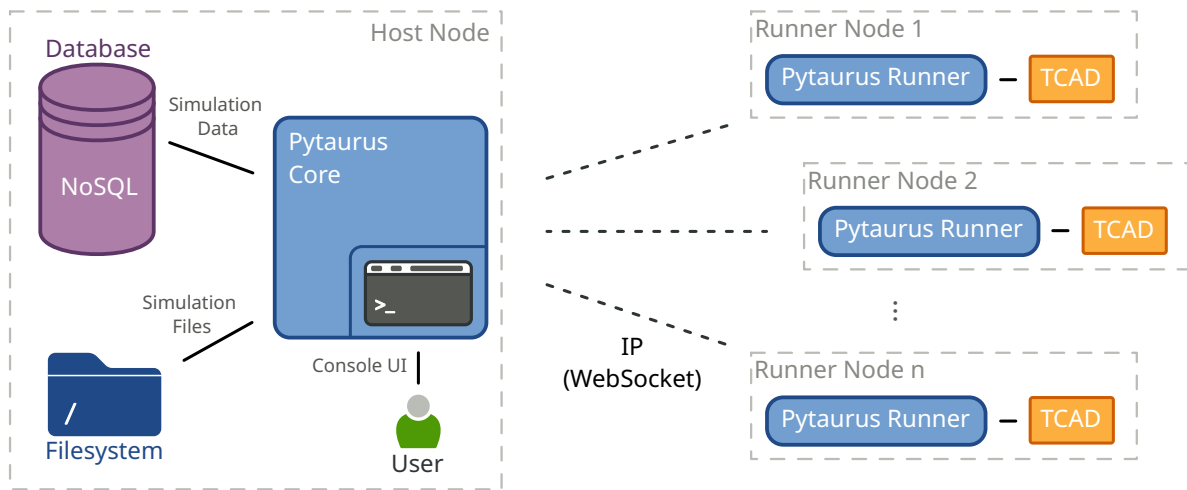 Host Node
Database
NoSQL
Simulation
Data
Pytaurus
Core
>_
Simulation
Files
/
Filesystem
Console UI
User
IP
(WebSocket)
Runner Node 1
Pytaurus Runner
TCAD
Runner Node 2
Pytaurus Runner
TCAD
⋮
Runner Node n
Pytaurus Runner
TCAD